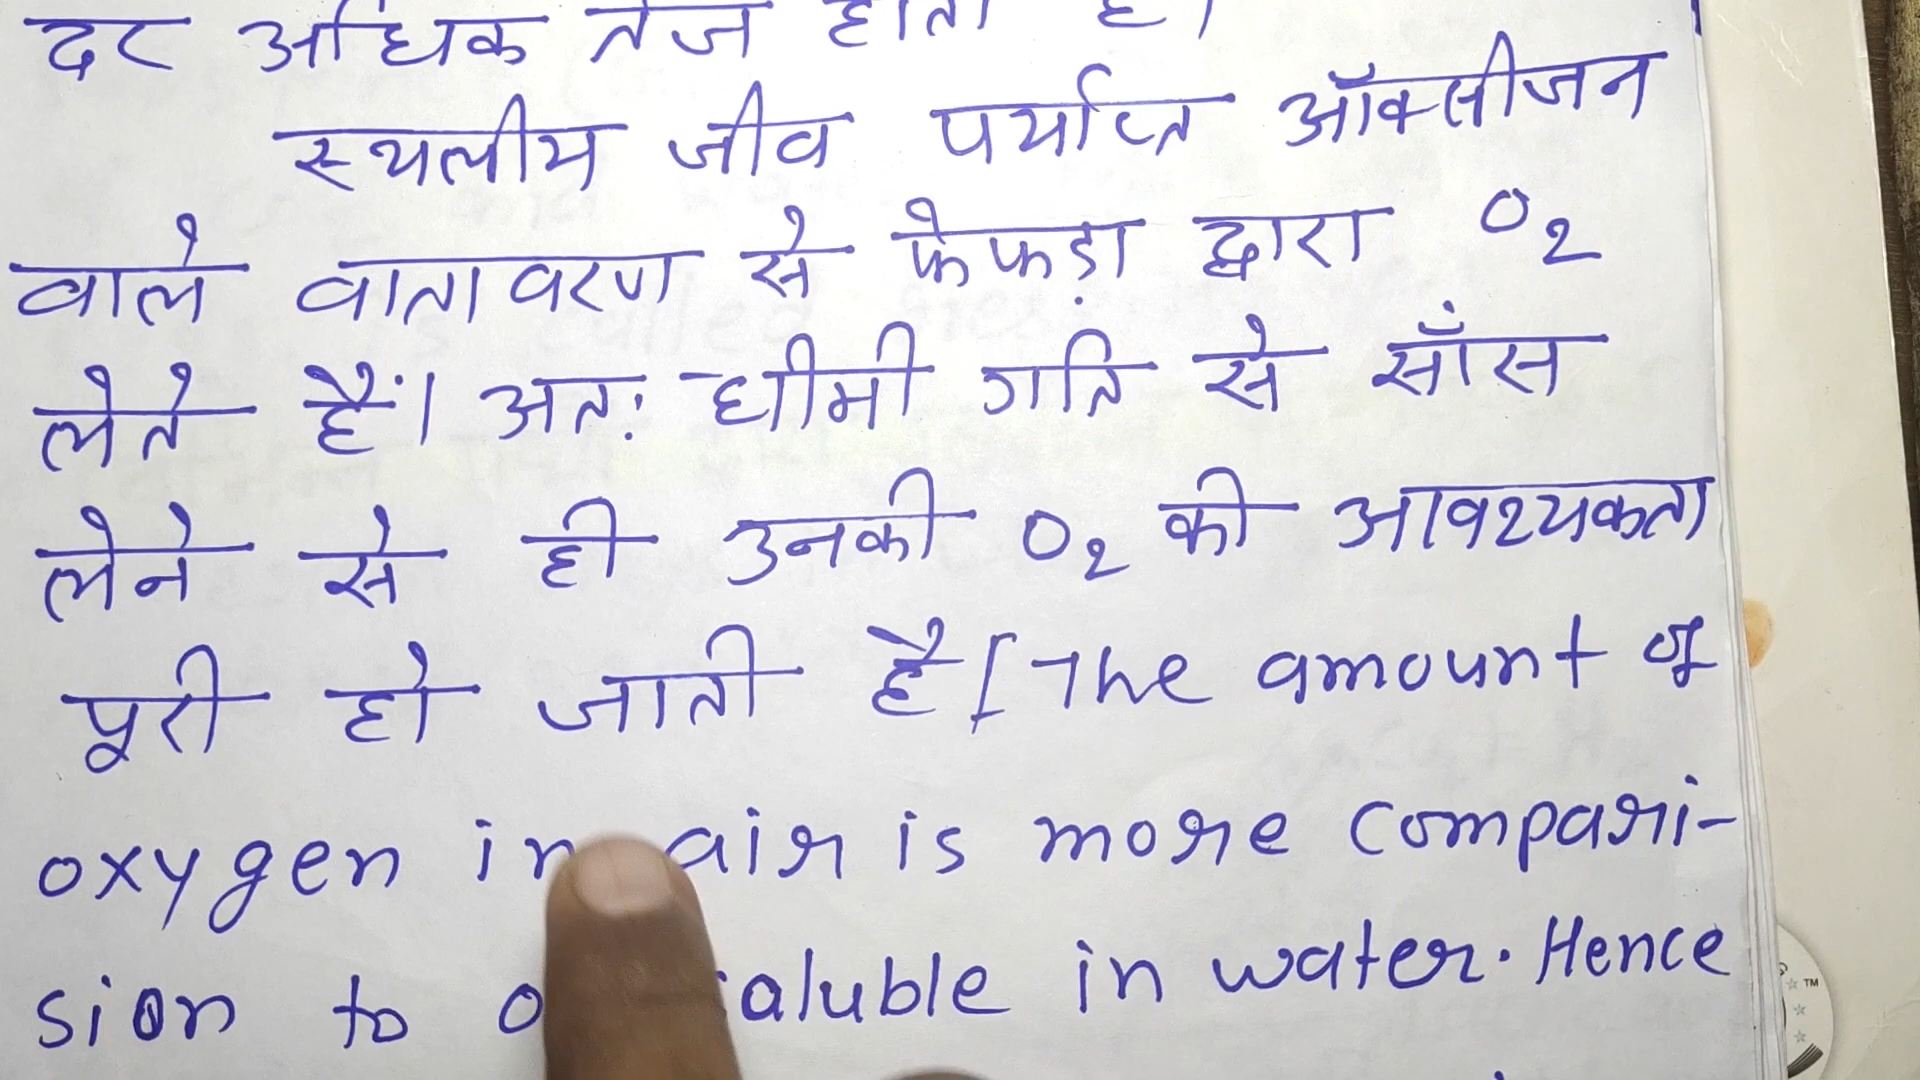 दर अधिक तेज होता है।
स्थलीय जीव पर्याप्त ऑक्सीजन
वाले वातावरण से फेफड़ा द्वारा O₂
लेते हैं। अतः धीमी गति से साँस
लेने से ही उनकी O₂ की आवश्यकता
पूरी हो जाती है [The amount of
oxygen in air is more compari-
sion to in water. Hence
TM